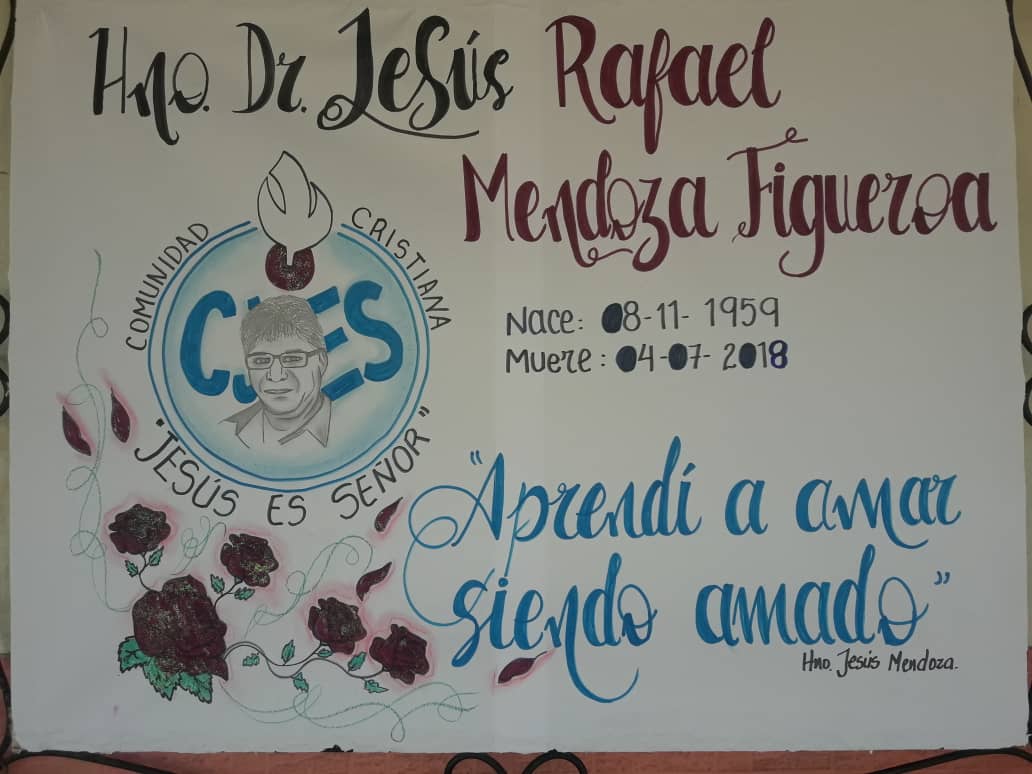 Hno. Dr. Jesús Rafael
Mendoza Figueroa
COMUNIDAD CRISTIANA
CJES
"JESÚS ES SEÑOR"
Nace: 08-11-1959
Muere: 04-07-2018
"Aprendí a amar
siendo amado"
Hno. Jesús Mendoza.